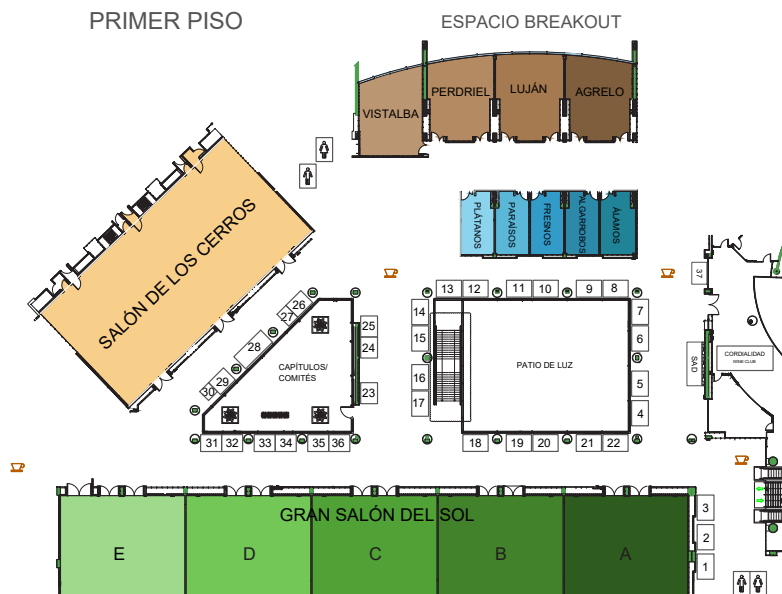 PRIMER PISO
ESPACIO BREAKOUT
VISTALBA
PERDRIEL
LUJÁN
AGRELO
PLÁTANOS
PARAÍSOS
FRESNOS
ALGARROBOS
ÁLAMOS
SALÓN DE LOS CERROS
13 12 11 10 9 8
14
15
16
17
7
6
5
4
18 19 20 21 22
PATIO DE LUZ
26
27
28
29
30
25
24
23
CAPÍTULOS/
COMITÉS
31 32 33 34 35 36
37
SAD
CORDIALIDAD
WINE CLUB
GRAN SALÓN DEL SOL
E D C B A
3
2
1